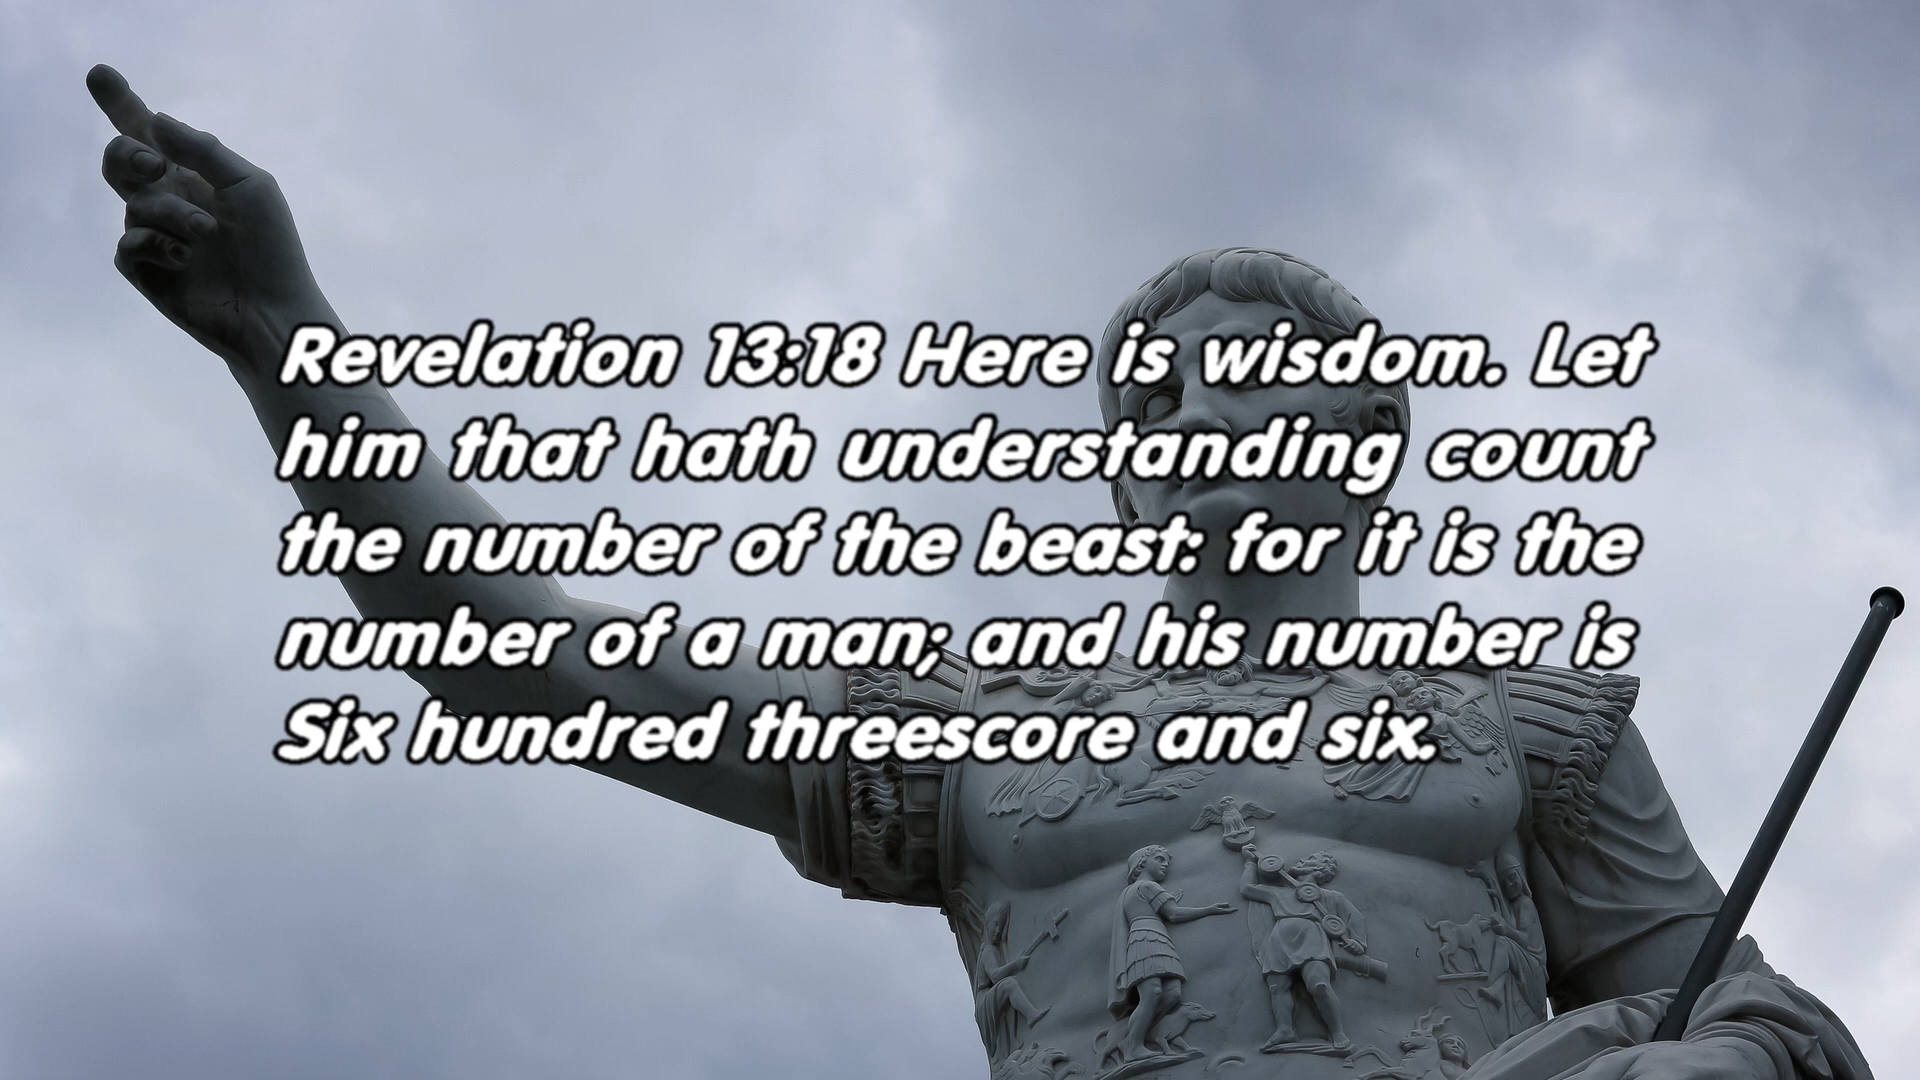 Revelation 13:18 Here is wisdom. Let
him that hath understanding count
the number of the beast: for it is the
number of a man; and his number is
Six hundred threescore and six.